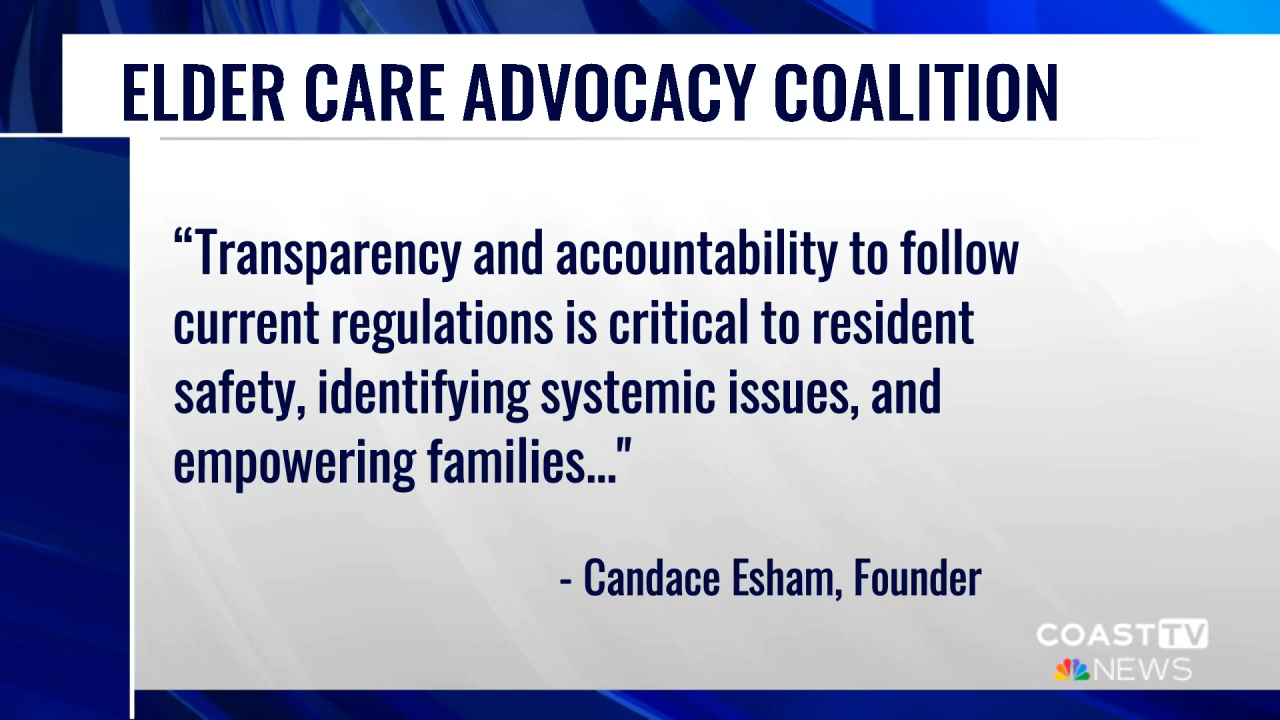 ELDER CARE ADVOCACY COALITION
“Transparency and accountability to follow
current regulations is critical to resident
safety, identifying systemic issues, and
empowering families..."
- Candace Esham, Founder
COAST TV
NEWS